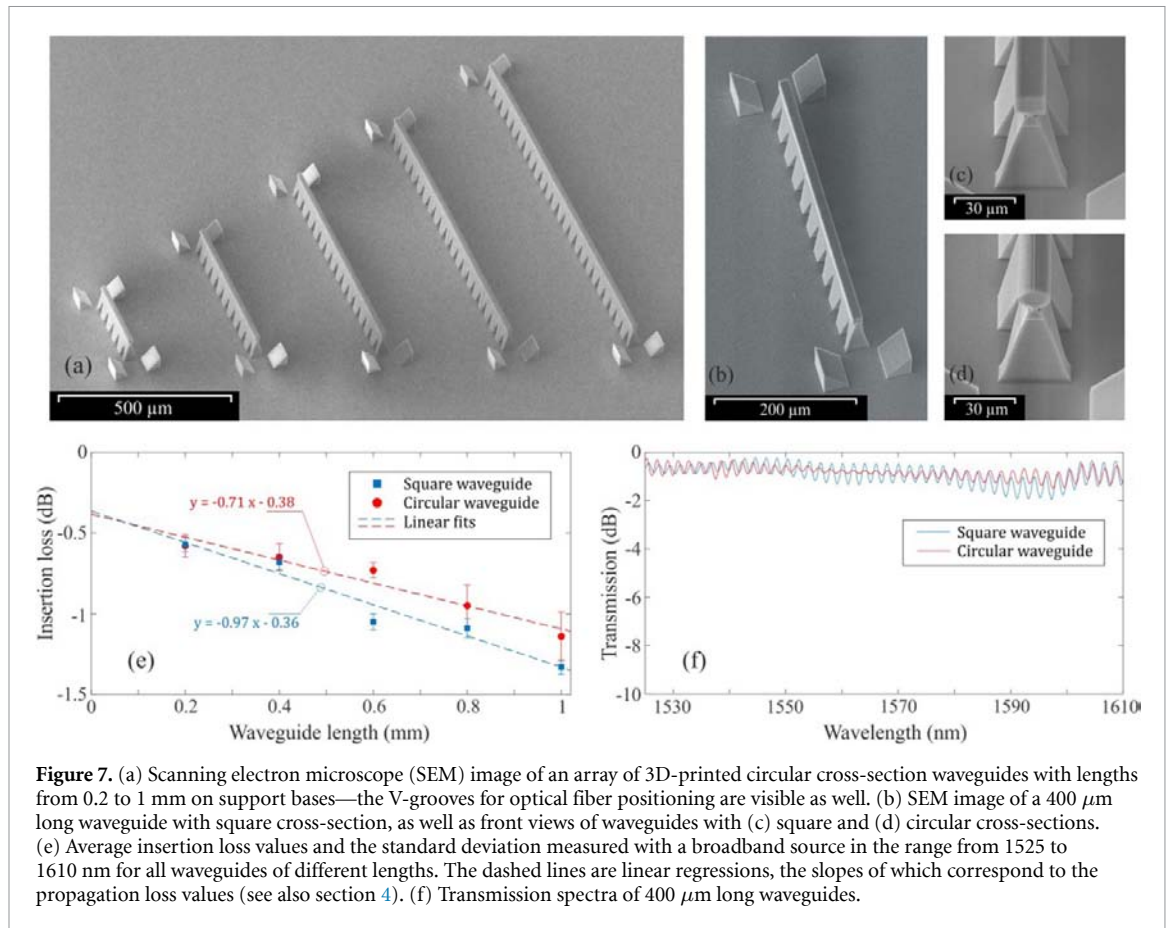 (a)
500 µm
(b)
200 µm
(c)
30 µm
(d)
30 µm
Insertion loss (dB)
0
-0.5
-1
-1.5
y = -0.71 x - 0.38
y = -0.97 x - 0.36
Square waveguide
Circular waveguide
Linear fits
(e)
0 0.2 0.4 0.6 0.8 1
Waveguide length (mm)
Transmission (dB)
0
-2
-4
-6
-8
-10
Square waveguide
Circular waveguide
(f)
1530 1550 1570 1590 1610
Wavelength (nm)
Figure 7. (a) Scanning electron microscope (SEM) image of an array of 3D-printed circular cross-section waveguides with lengths
from 0.2 to 1 mm on support bases—the V-grooves for optical fiber positioning are visible as well. (b) SEM image of a 400 µm
long waveguide with square cross-section, as well as front views of waveguides with (c) square and (d) circular cross-sections.
(e) Average insertion loss values and the standard deviation measured with a broadband source in the range from 1525 to
1610 nm for all waveguides of different lengths. The dashed lines are linear regressions, the slopes of which correspond to the
propagation loss values (see also section 4). (f) Transmission spectra of 400 µm long waveguides.